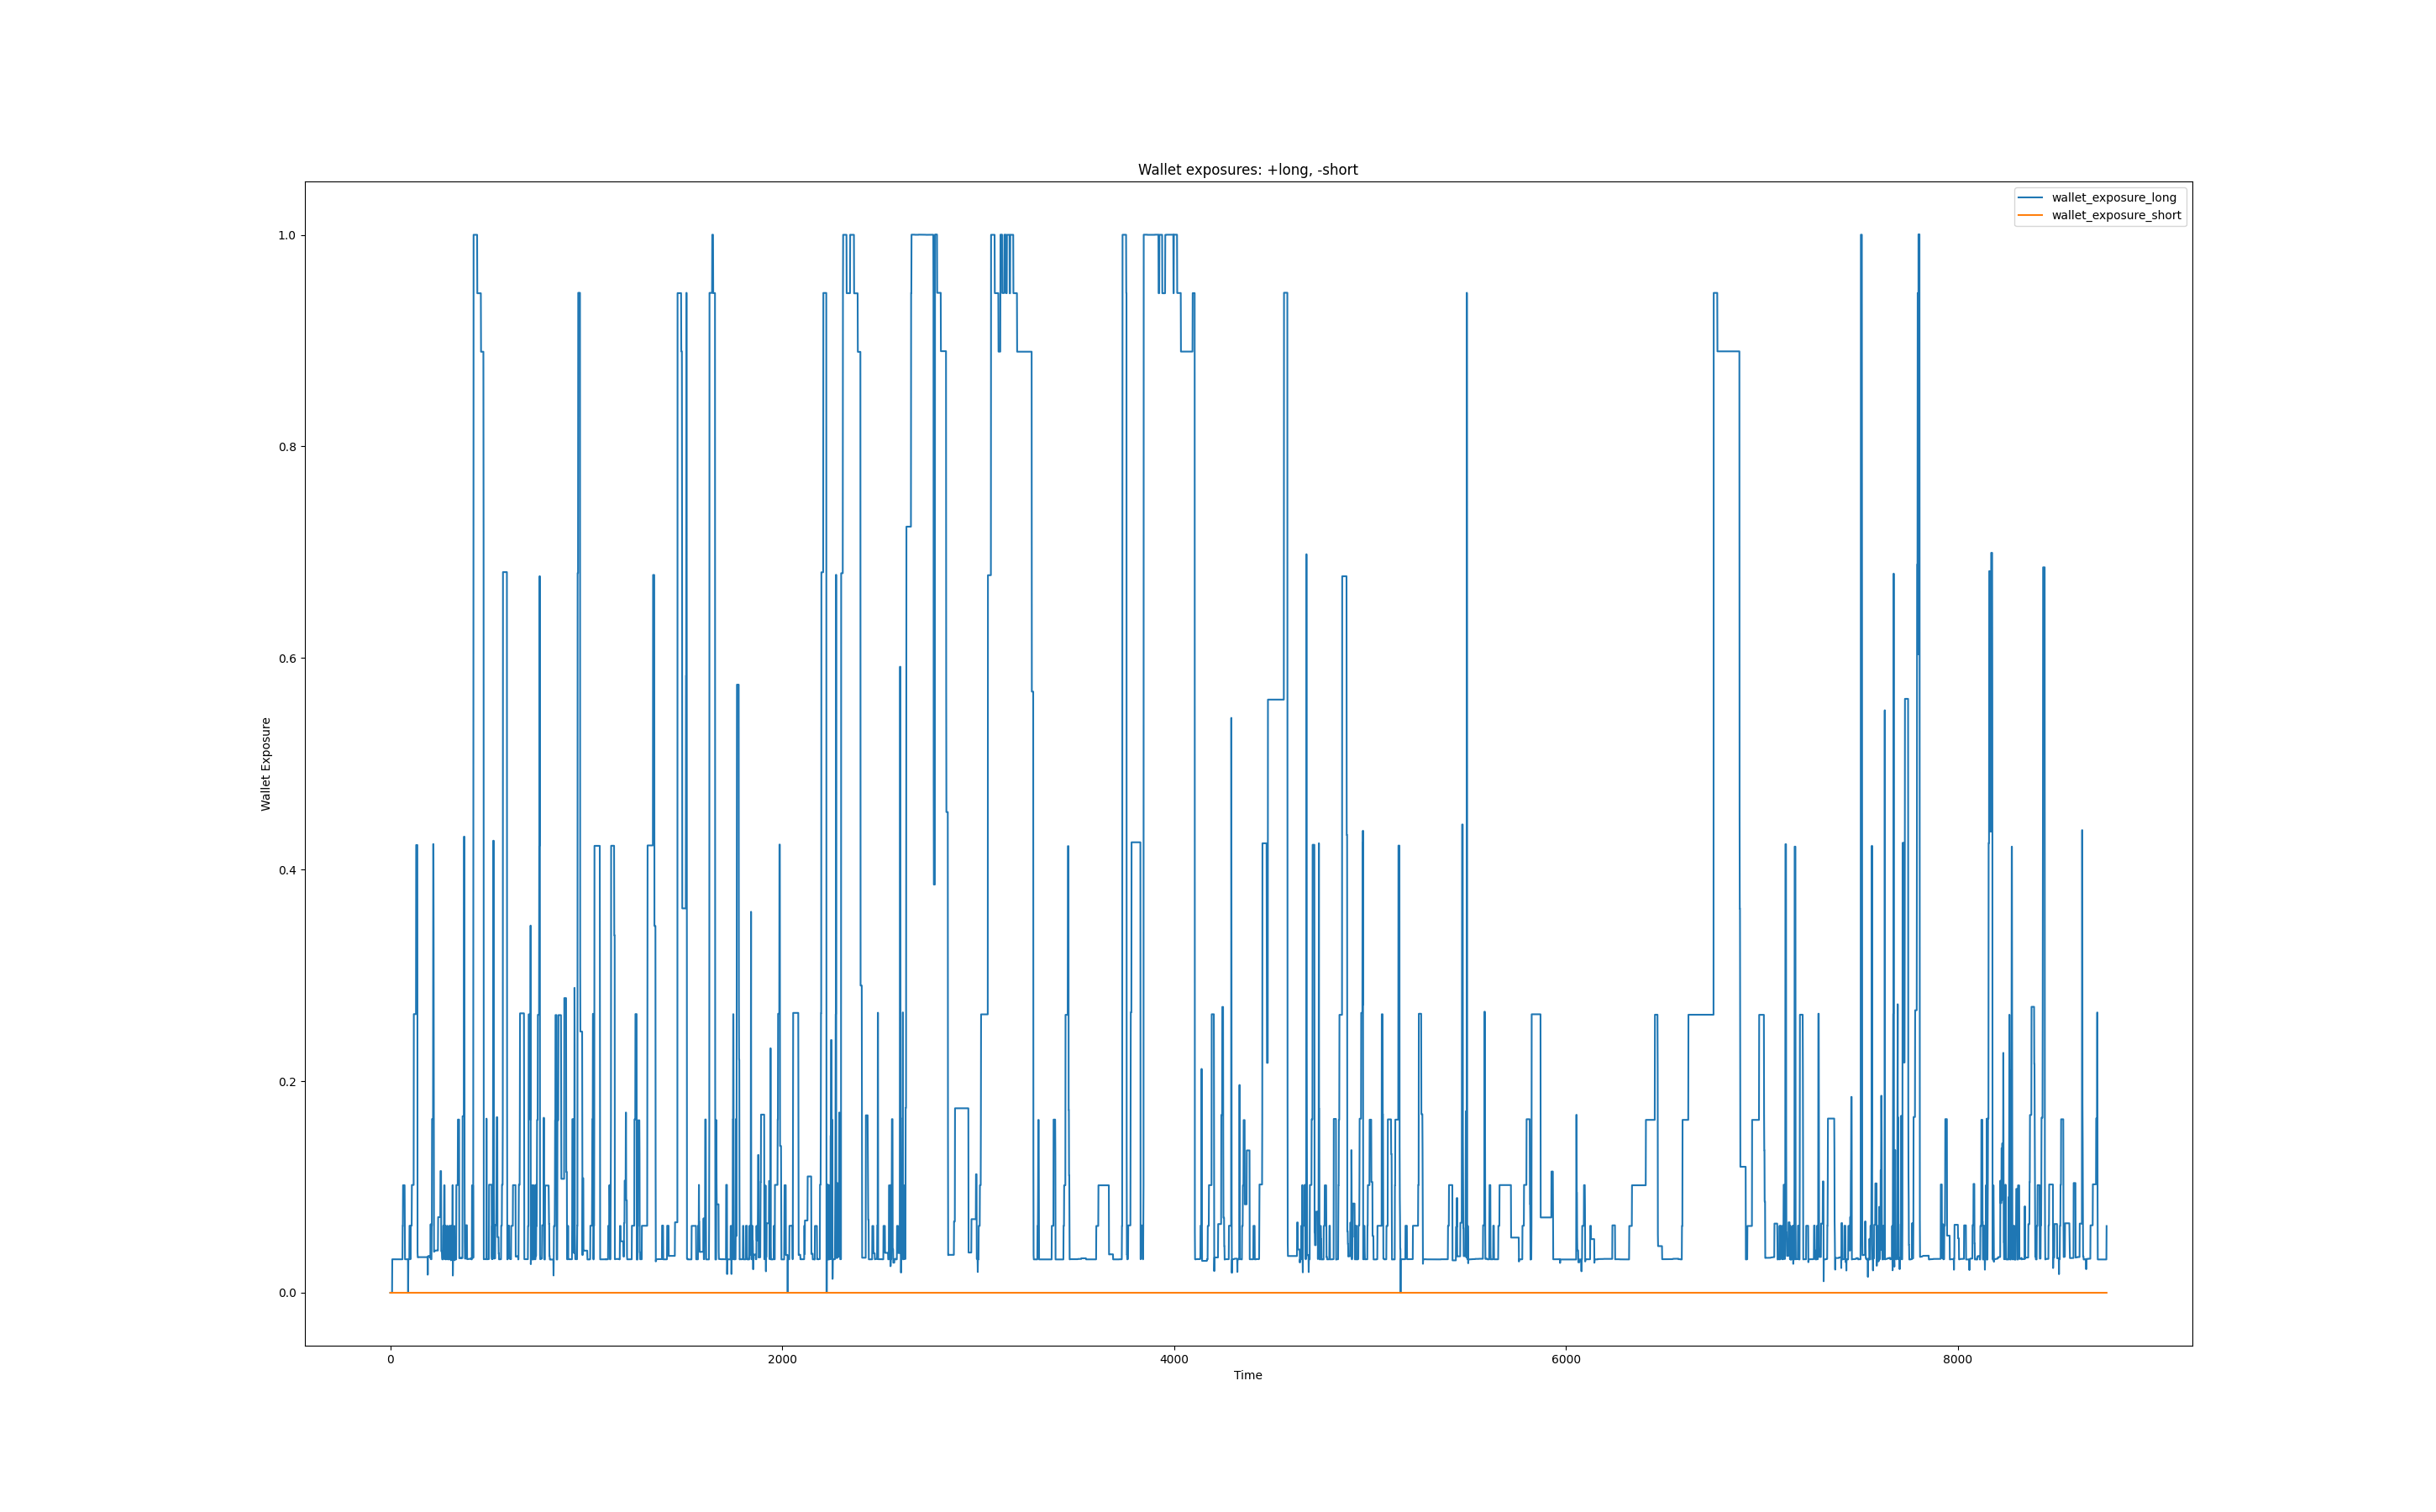 Wallet exposures: +long, -short
wallet_exposure_long
wallet_exposure_short
1.0
0.8
0.6
0.4
0.2
0.0
Wallet Exposure
0 2000 4000 6000 8000
Time